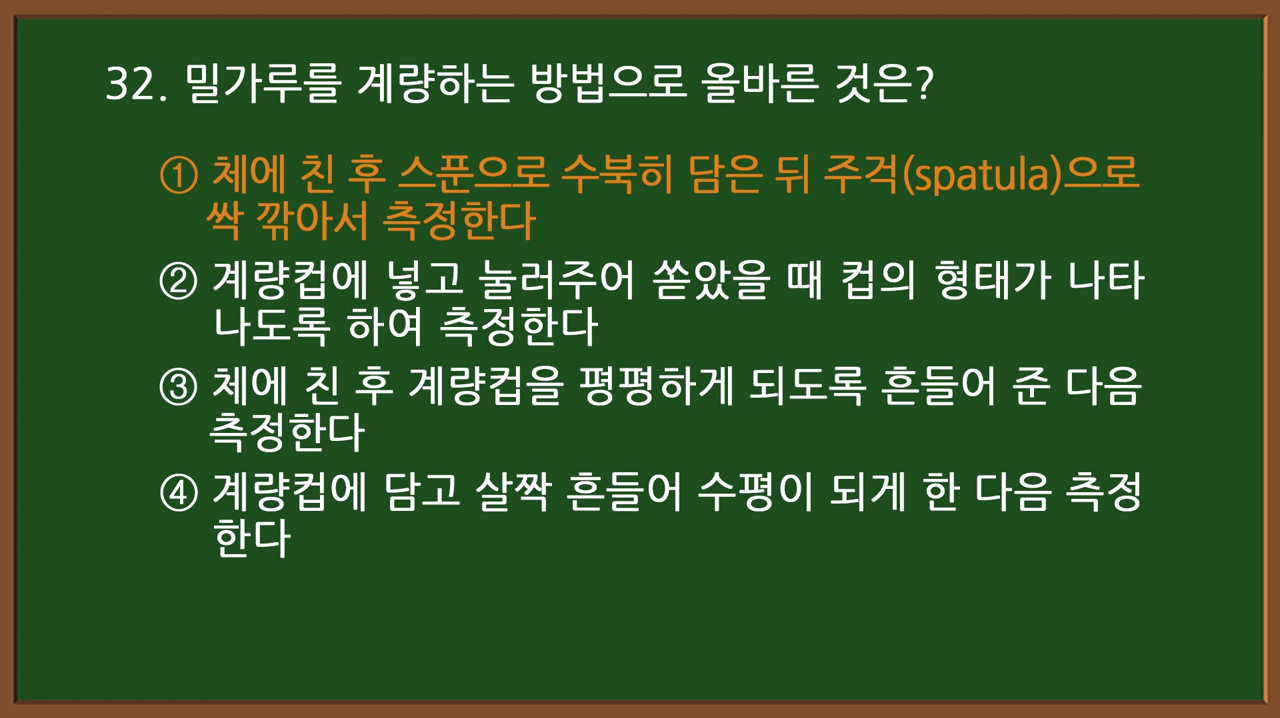 32. 밀가루를 계량하는 방법으로 올바른 것은?
① 체에 친 후 스푼으로 수북히 담은 뒤 주걱(spatula)으로
싹 깎아서 측정한다
② 계량컵에 넣고 눌러주어 쏟았을 때 컵의 형태가 나타
나도록 하여 측정한다
③ 체에 친 후 계량컵을 평평하게 되도록 흔들어 준 다음
측정한다
④ 계량컵에 담고 살짝 흔들어 수평이 되게 한 다음 측정
한다